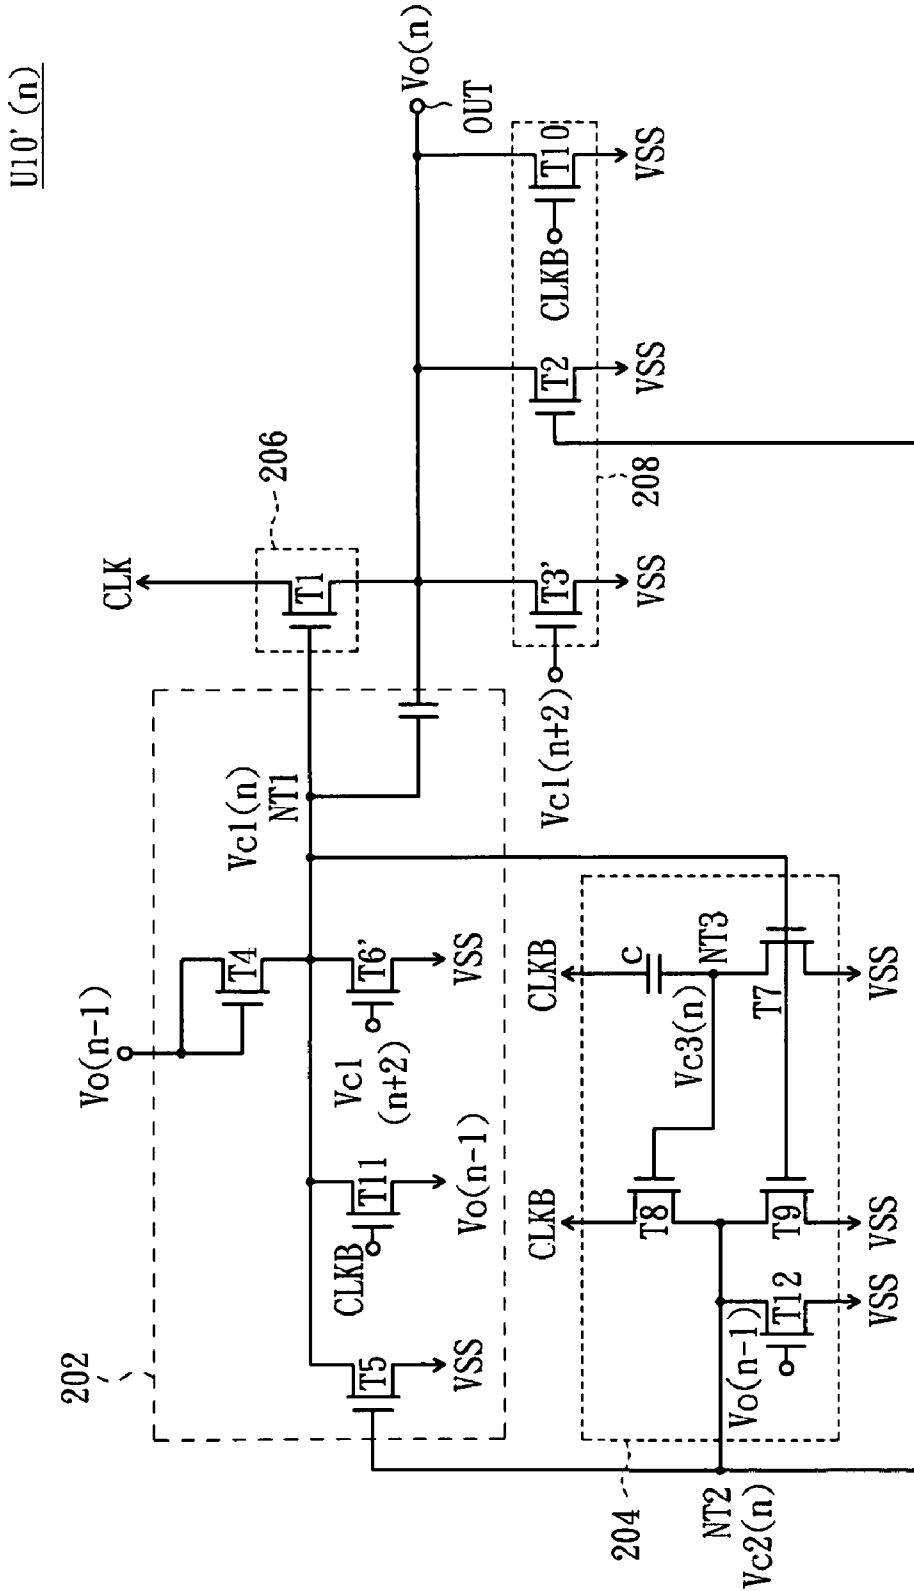 U10'(n)
202
Vo(n-1)
CLK
206
T4
T1
Vc1(n)
NT1
Vo(n)
OUT
T5
VSS
CLKB
T11
Vo(n-1)
Vc1
(n+2)
T6'
VSS
Vc1(n+2)
T3'
VSS
T2
VSS
CLKB
T10
VSS
208
204
CLKB
T8
Vc3(n)
CLKB
C
NT3
T7
VSS
Vo(n-1)
T12
VSS
T9
VSS
NT2
Vc2(n)